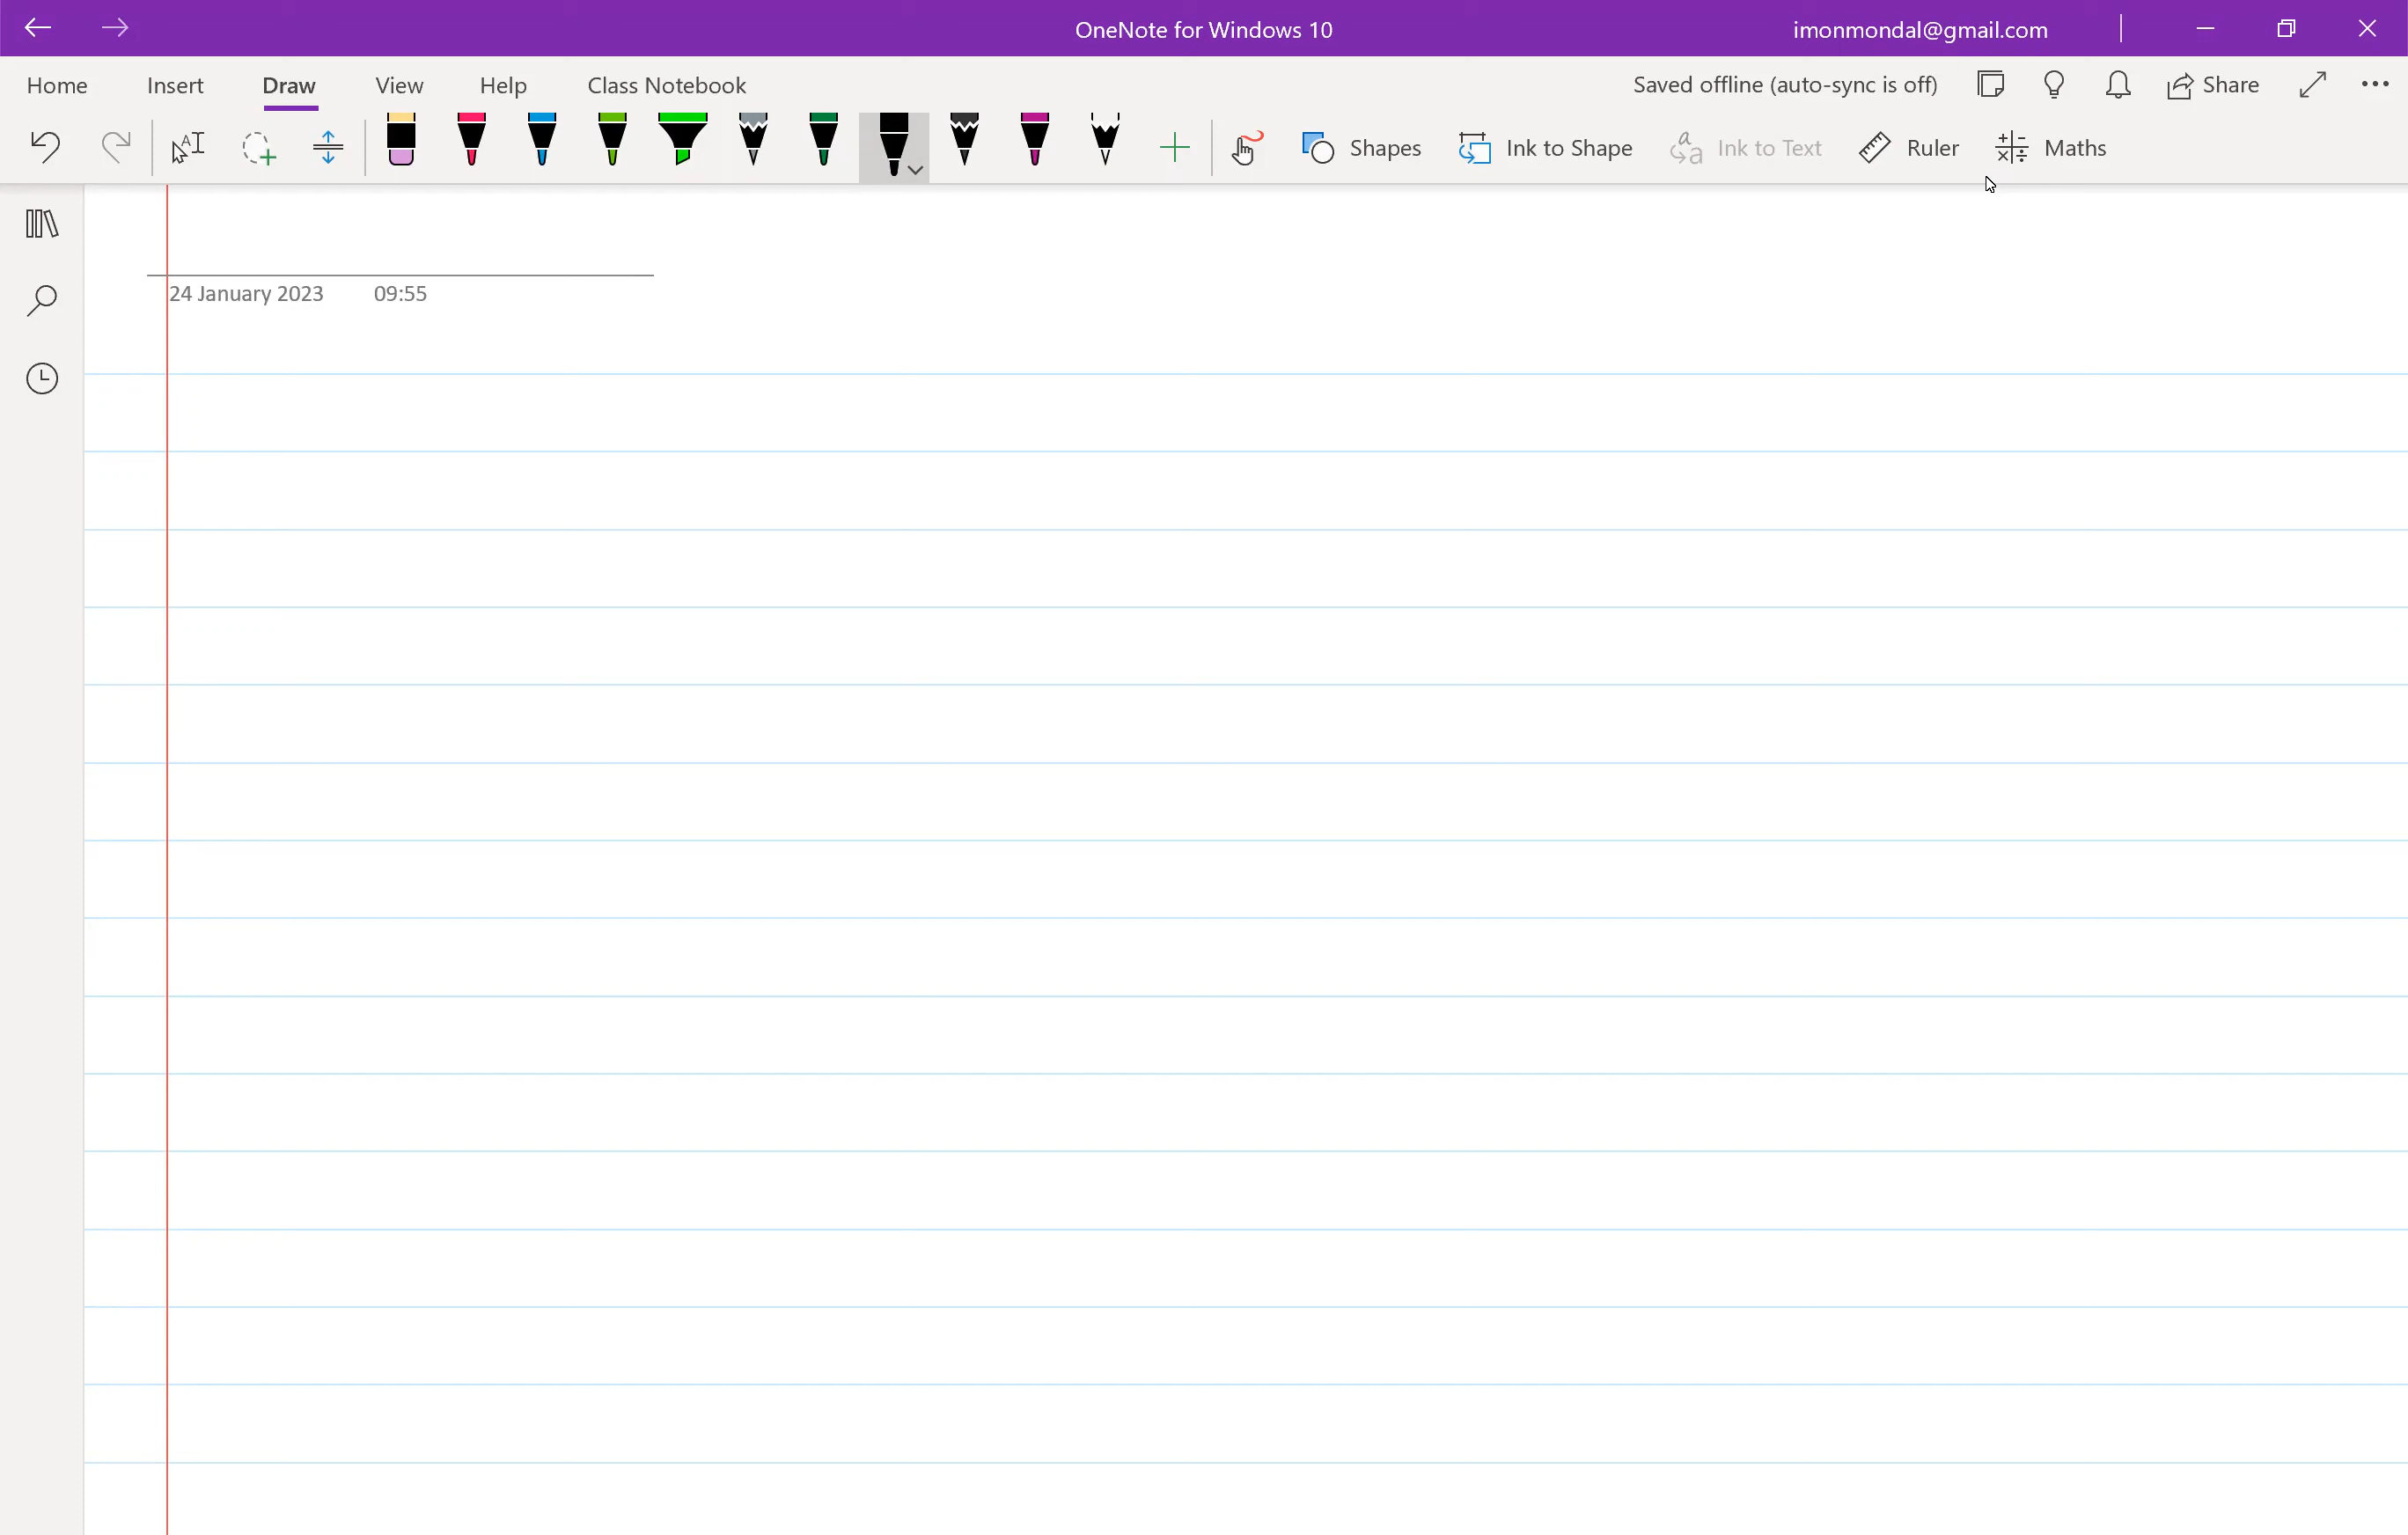 OneNote for Windows 10
imonmondal@gmail.com
Home Insert Draw View Help Class Notebook
Saved offline (auto-sync is off) Share
Shapes Ink to Shape Ink to Text Ruler Maths
24 January 2023 09:55